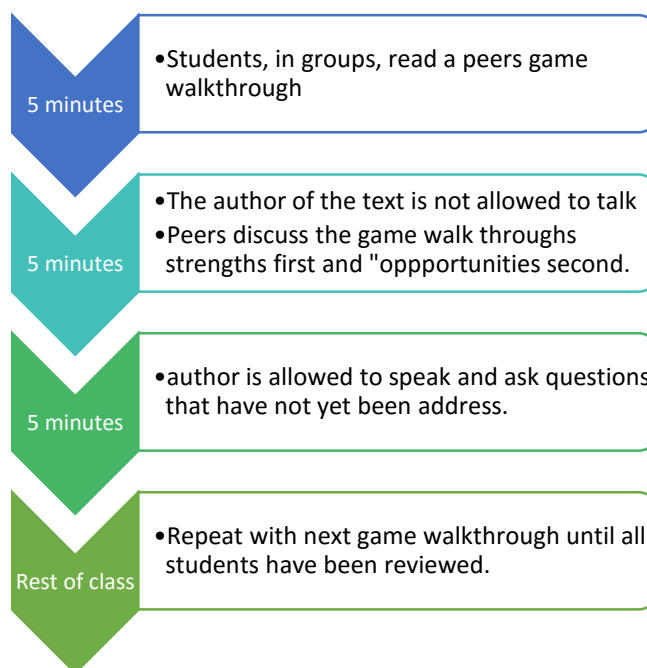 5 minutes
•Students, in groups, read a peers game
walkthrough
5 minutes
•The author of the text is not allowed to talk
•Peers discuss the game walk throughs
strengths first and "oppportunities second.
5 minutes
•author is allowed to speak and ask questions
that have not yet been address.
Rest of class
•Repeat with next game walkthrough until all
students have been reviewed.